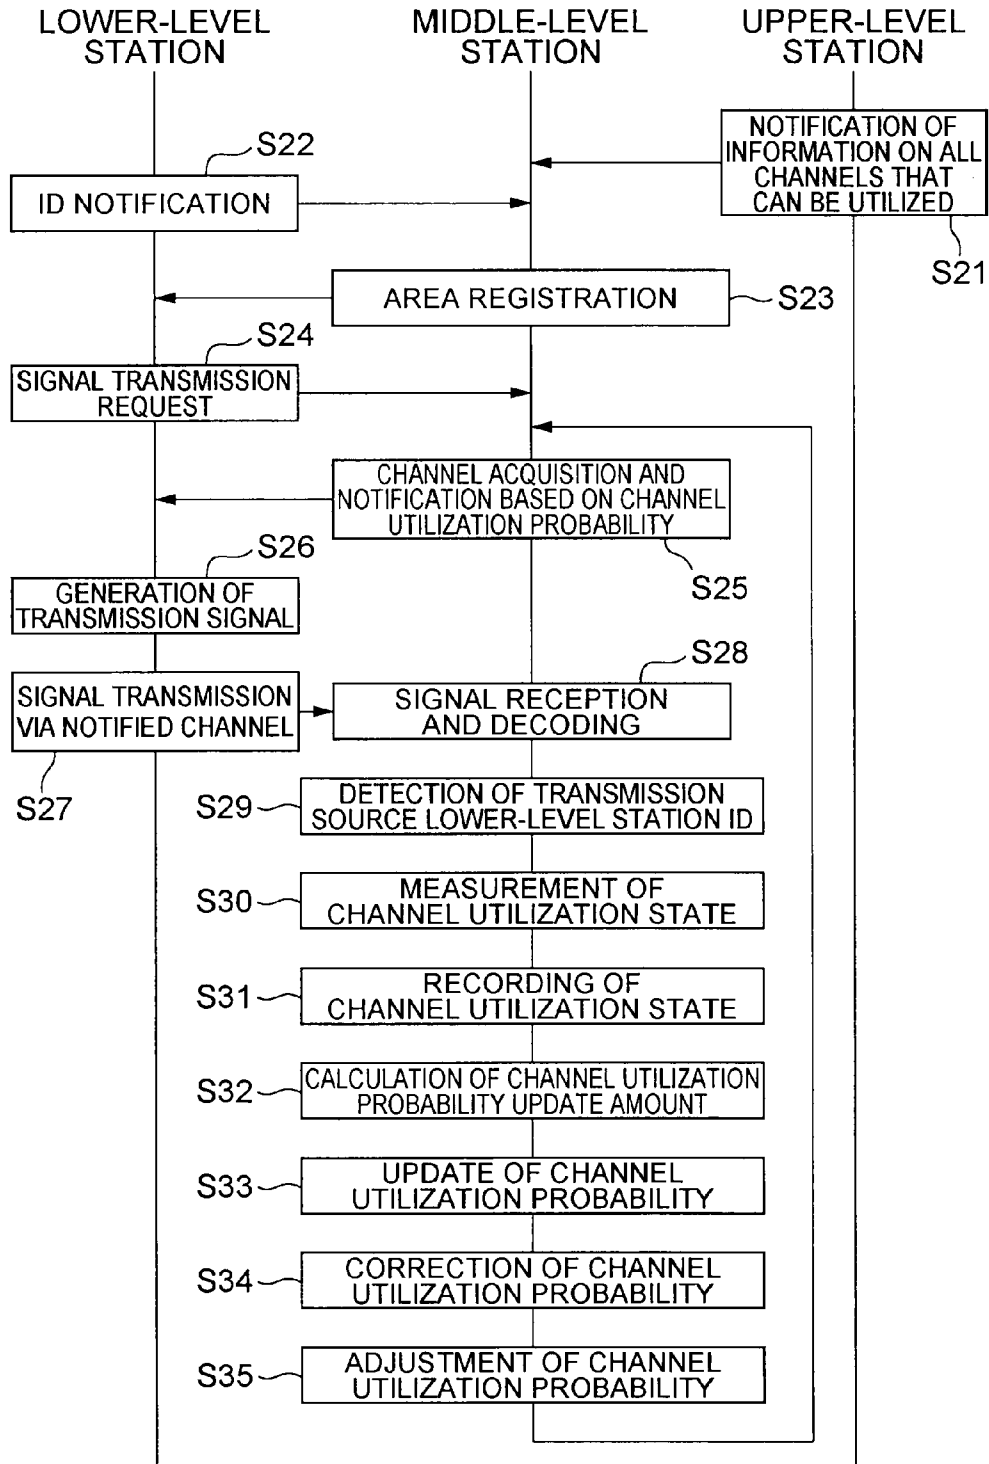 LOWER-LEVEL
STATION
MIDDLE-LEVEL
STATION
UPPER-LEVEL
STATION
NOTIFICATION OF
INFORMATION ON ALL
CHANNELS THAT
CAN BE UTILIZED
S21
S22
ID NOTIFICATION
AREA REGISTRATION
S23
S24
SIGNAL TRANSMISSION
REQUEST
CHANNEL ACQUISITION AND
NOTIFICATION BASED ON CHANNEL
UTILIZATION PROBABILITY
S25
S26
GENERATION OF
TRANSMISSION SIGNAL
S28
SIGNAL TRANSMISSION
VIA NOTIFIED CHANNEL
S27
SIGNAL RECEPTION
AND DECODING
S29
DETECTION OF TRANSMISSION
SOURCE LOWER-LEVEL STATION ID
S30
MEASUREMENT OF
CHANNEL UTILIZATION STATE
S31
RECORDING OF
CHANNEL UTILIZATION STATE
S32
CALCULATION OF CHANNEL UTILIZATION
PROBABILITY UPDATE AMOUNT
S33
UPDATE OF CHANNEL
UTILIZATION PROBABILITY
S34
CORRECTION OF CHANNEL
UTILIZATION PROBABILITY
S35
ADJUSTMENT OF CHANNEL
UTILIZATION PROBABILITY